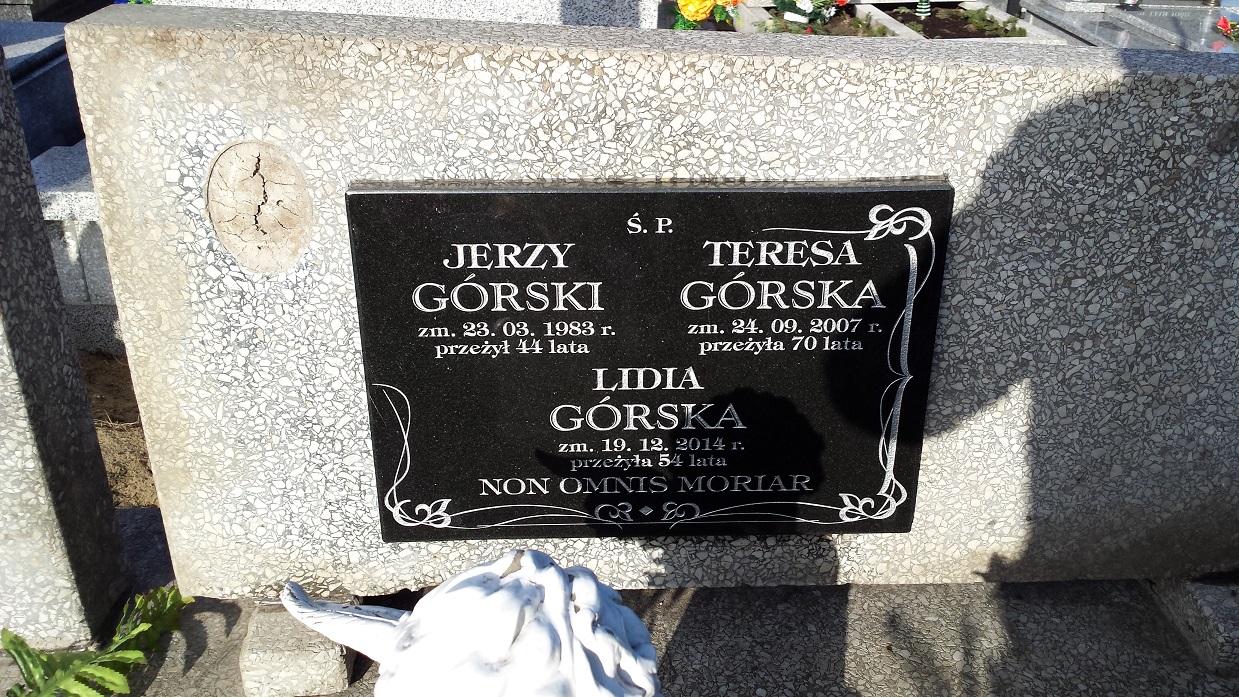 Ś. P.
JERZY
GÓRSKI
zm. 23. 03. 1983 r.
przeżył 44 lata
TERESA
GÓRSKA
zm. 24. 09. 2007 r.
przeżyła 70 lata
LIDIA
GÓRSKA
zm. 19. 12. 2014 r.
przeżyła 54 lata
NON OMNIS MORIAR